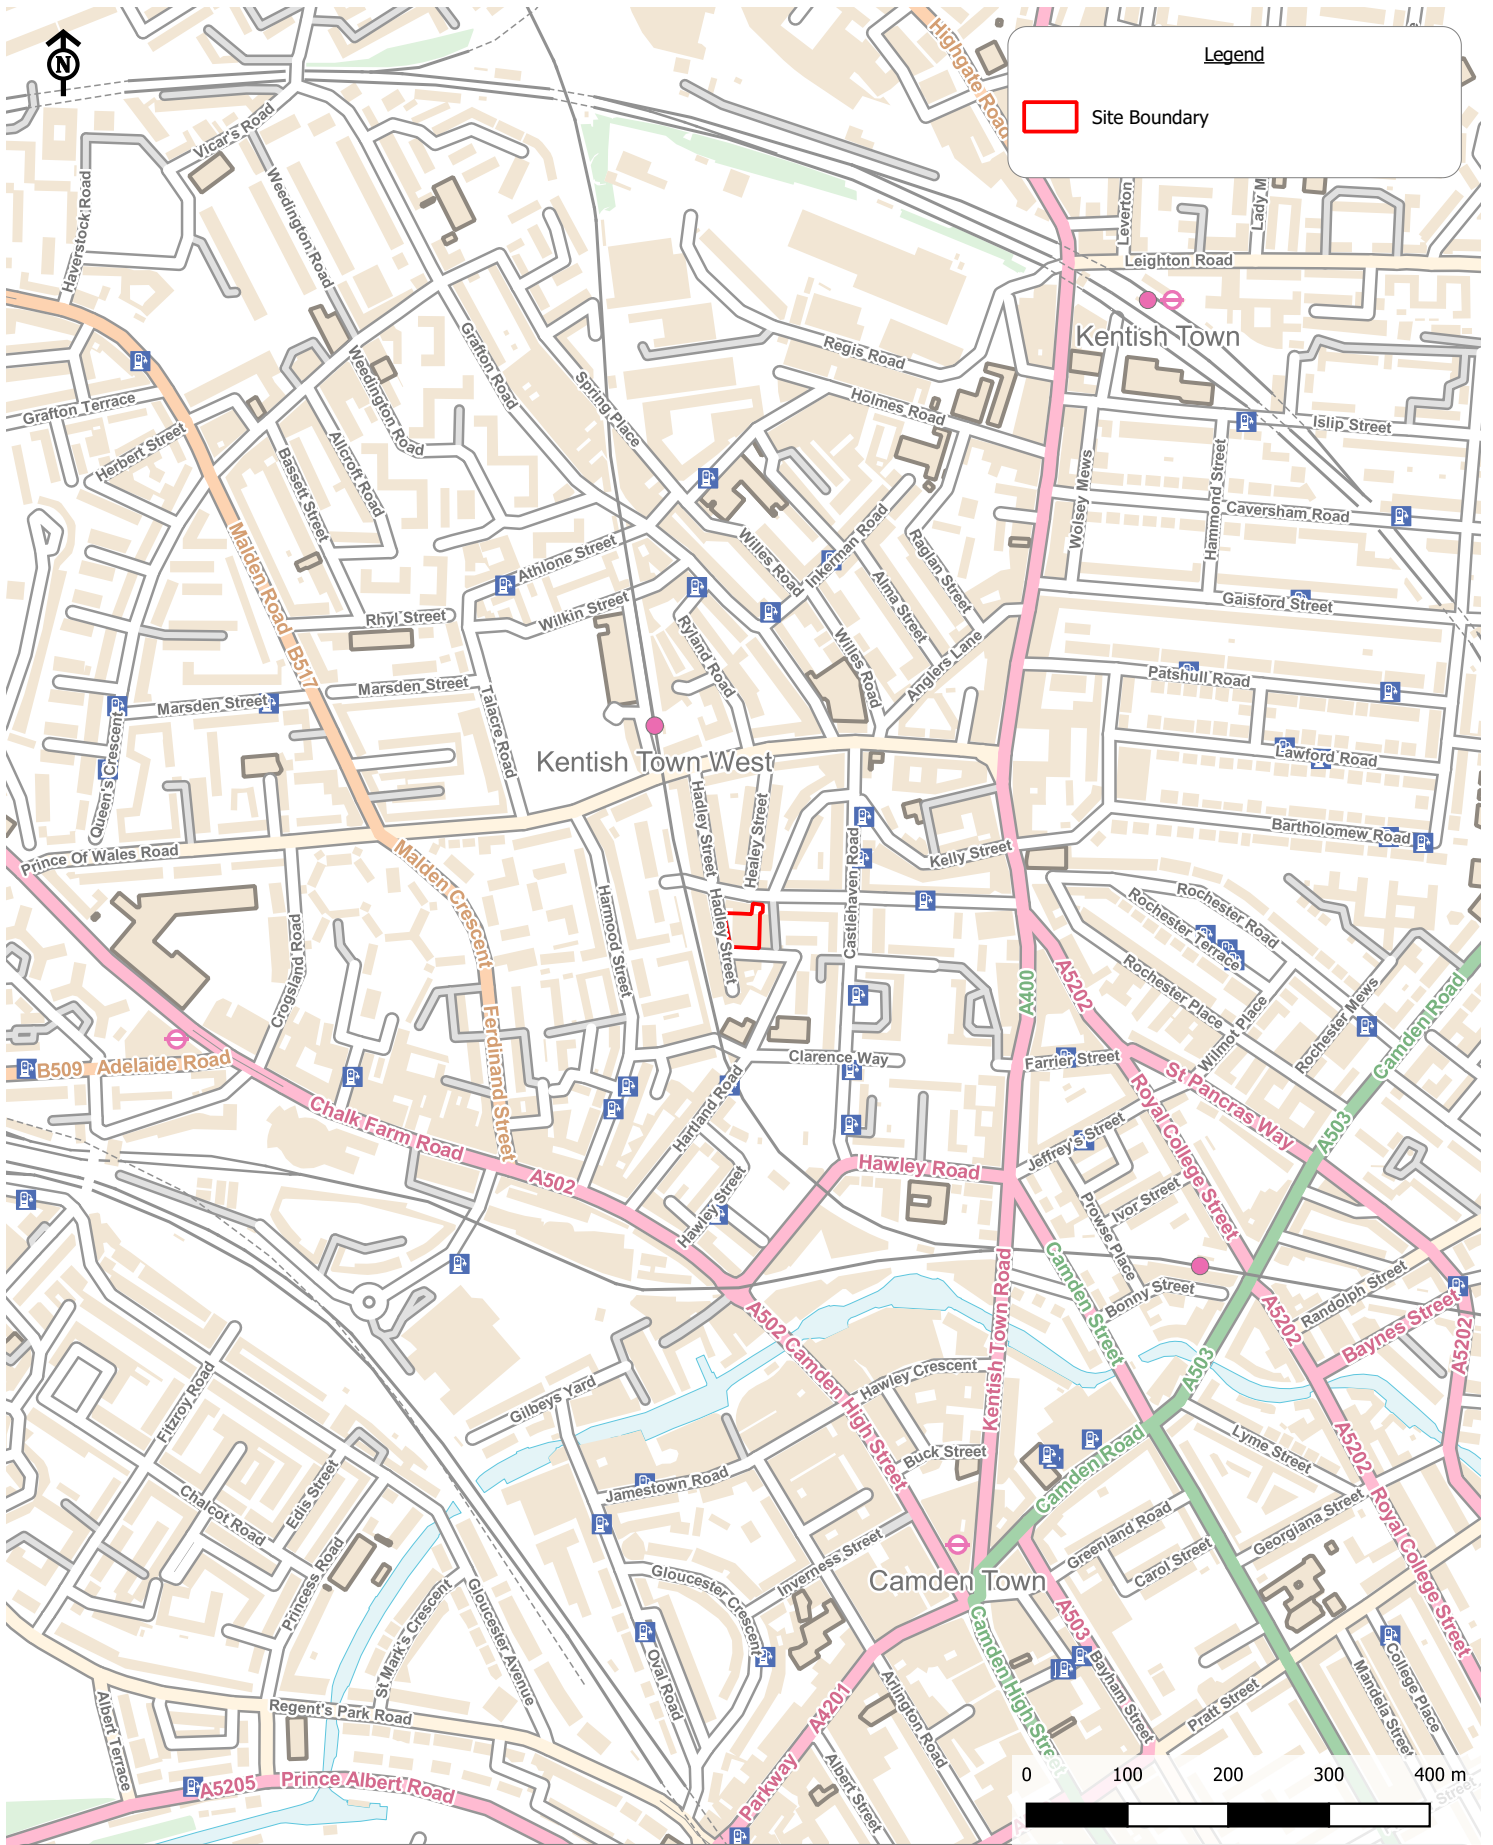 N
Legend
Site Boundary
Highgate Road
Vicar's Road
Weedington Road
Haverstock Road
Leverton
Lady M
Leighton Road
Kentish Town
Grafton Road
Regis Road
Spring Place
Holmes Road
Weedington Road
Grafton Terrace
Herbert Street
Allcroft Road
Bassett Street
Islip Street
Wolsey Mews
Hammond Street
Caversham Road
Malden Road
B517
Athlone Street
Willes Road
Inkerman Road
Raglan Street
Alma Street
Wilkin Street
Rhyl Street
Gaisford Street
Ryland Road
Willes Road
Anglers Lane
Patshull Road
Marsden Street
Marsden Street
Talacre Road
Queen's Crescent
Kentish Town West
Lawford Road
Hadley Street
Healey Street
Castlehaven Road
Bartholomew Road
Prince Of Wales Road
Malden Crescent
Kelly Street
Harmood Street
Hadley Street
Rochester Road
Rochester Terrace
Rochester Place
Crogsland Road
A400
A5202
Wilmot Place
Rochester Mews
Camden Road
B509
Adelaide Road
Ferdinand Street
Clarence Way
Farrier Street
Chalk Farm Road
Hartland Road
Royal College Street
St Pancras Way
A503
A502
Hawley Road
Jeffrey's Street
Ivor Street
Prowse Place
Hawley Street
Bonny Street
Kentish Town Road
Camden Street
A5202
Randolph Street
Baynes Street
A5202
A502
Camden High Street
Hawley Crescent
A503
Fitzroy Road
Gilbeys Yard
Buck Street
Lyme Street
Jamestown Road
Camden Road
A5202
Edis Street
Chalcot Road
Greenland Road
Georgiana Street
Carol Street
Royal College Street
Princess Road
Inverness Street
Gloucester Crescent
Camden Town
St Mark's Crescent
Gloucester Avenue
Oval Road
A503
Bayham Street
College Place
Mandela Street
Albert Terrace
Regent's Park Road
A4201
Arlington Road
Camden High Street
Pratt Street
Parkway
Albert Street
A5205
Prince Albert Road
0 100 200 300 400 m